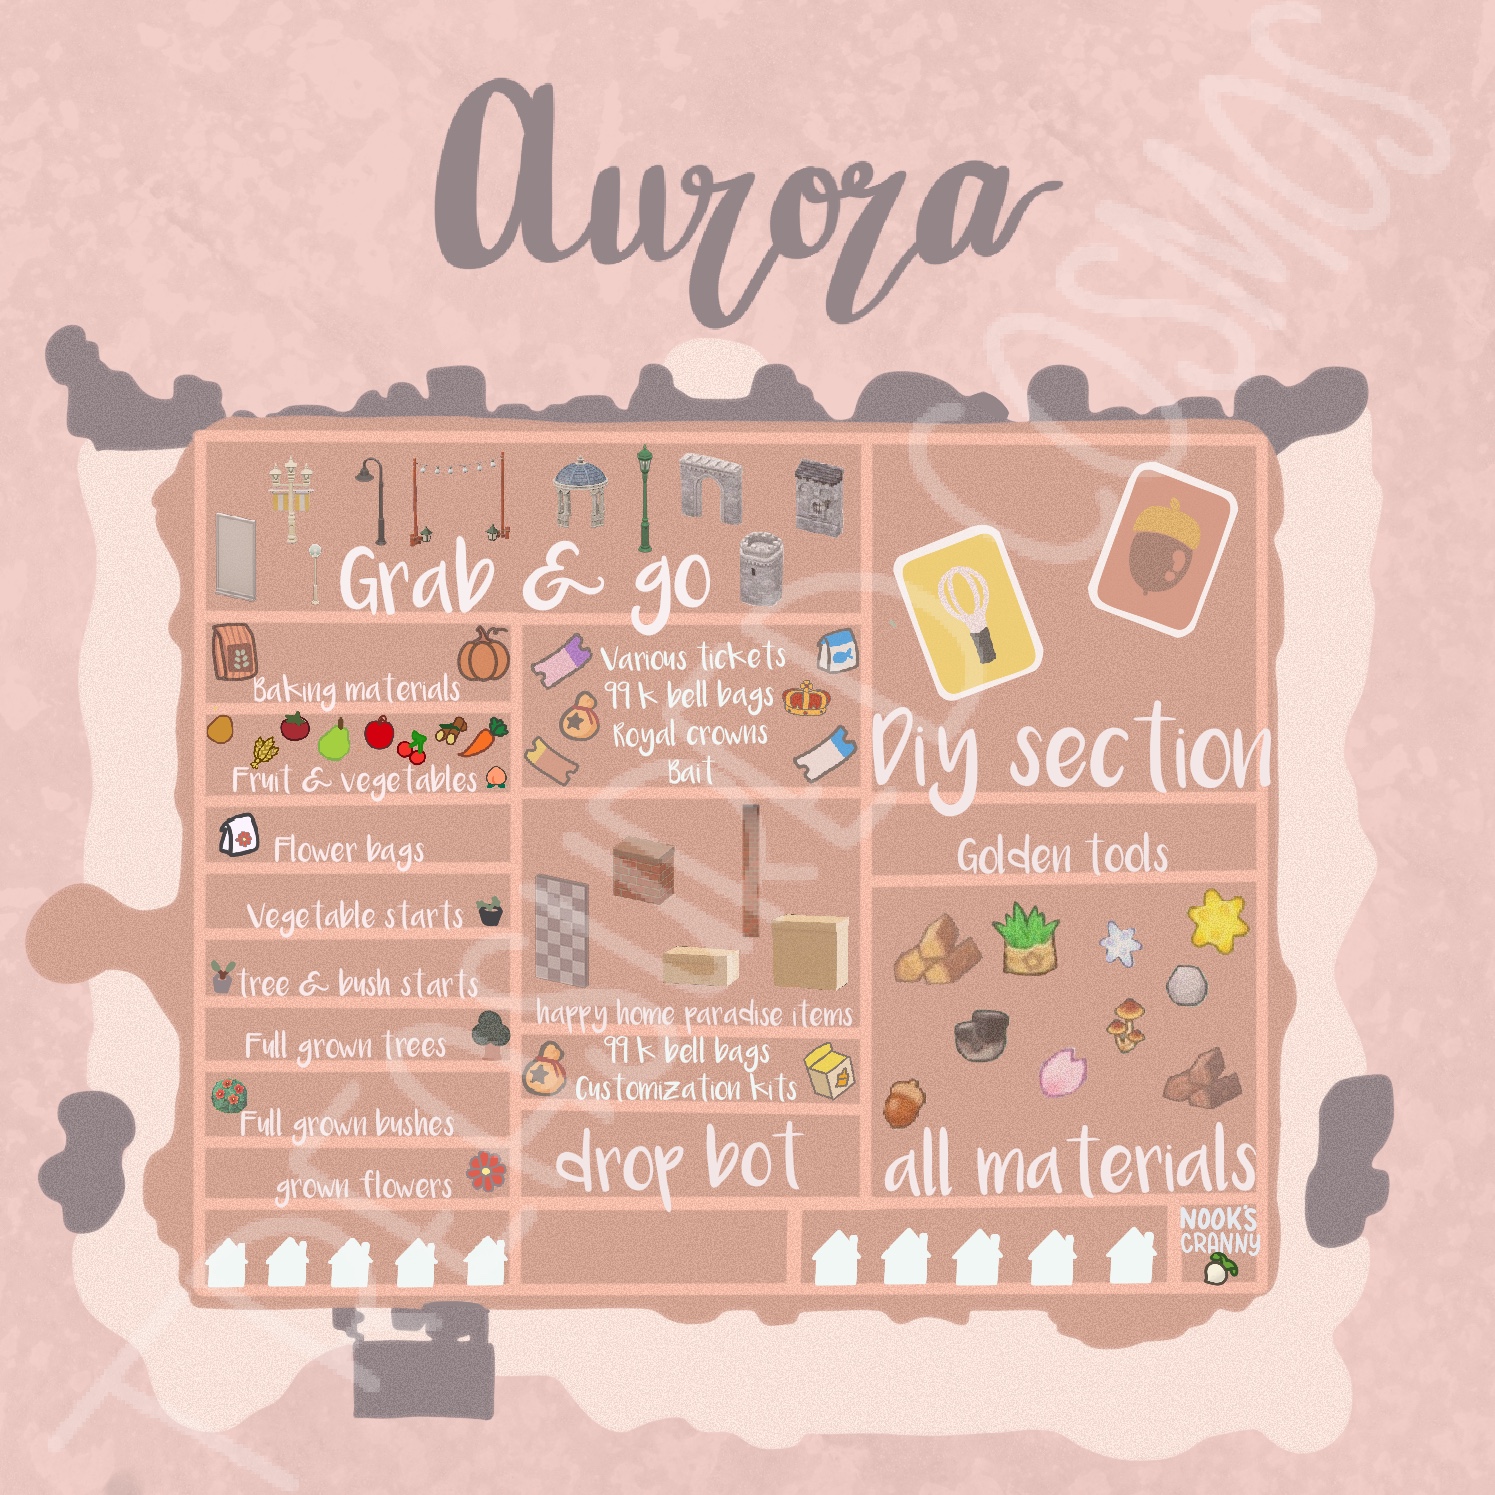 Aurora
Grab & go
Baking materials
Fruit & vegetables
Flower bags
Vegetable starts
tree & bush starts
Full grown trees
Full grown bushes
grown flowers
Various tickets
99k bell bags
Royal crowns
Bait
happy home paradise items
99k bell bags
Customization kits
drop bot
Diy section
Golden tools
all materials
NOOK'S
CRANNY